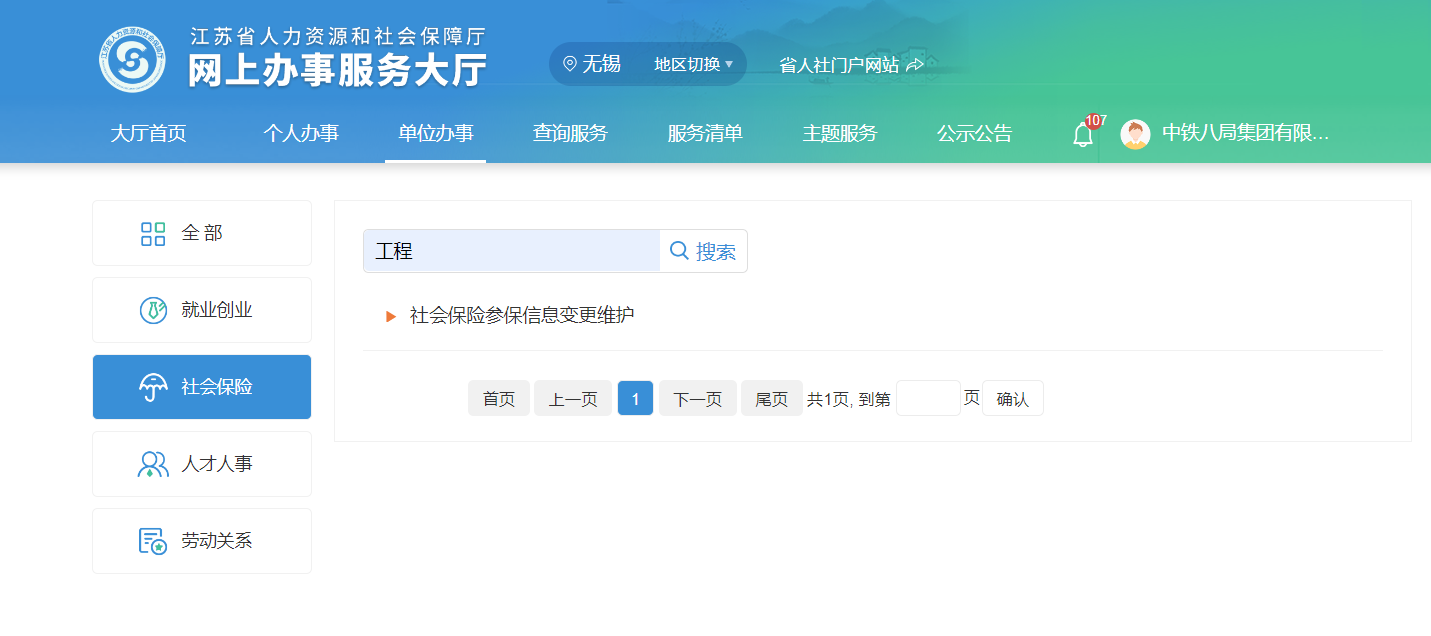 江苏省人力资源和社会保障厅
网上办事服务大厅
无锡 地区切换 省人社门户网站
大厅首页 个人办事 单位办事 查询服务 服务清单 主题服务 公示公告 107 中铁八局集团有限...
全部
就业创业
社会保险
人才人事
劳动关系
工程 搜索
社会保险参保信息变更维护
首页 上一页 1 下一页 尾页 共1页, 到第 页 确认